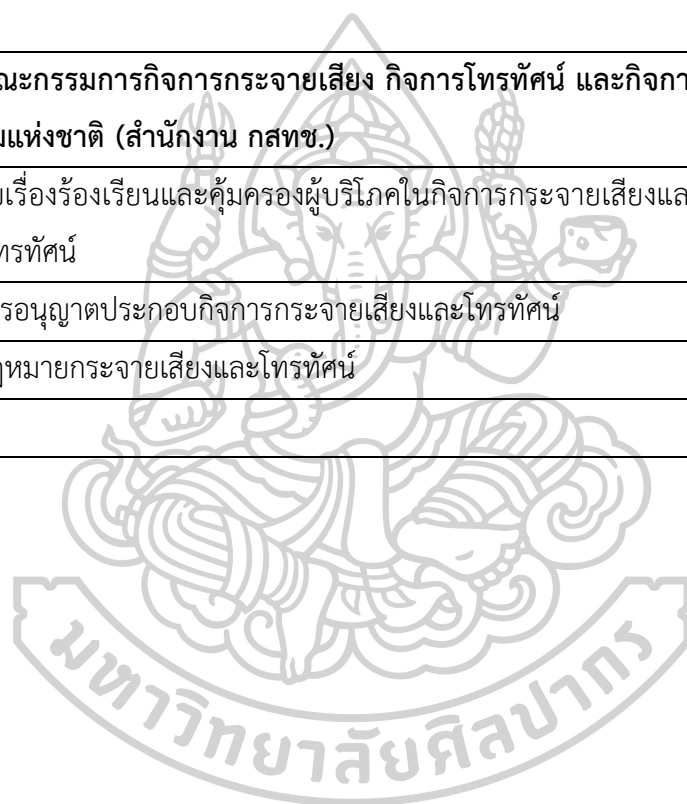 ณะกรรมการกิจการกระจายเสียง กิจการโทรทัศน์ และกิจกา
มแห่งชาติ (สำนักงาน กสทช.)
บเรื่องร้องเรียนและคุ้มครองผู้บริโภคในกิจการกระจายเสียงและ
ทรทัศน์
รอนุญาตประกอบกิจการกระจายเสียงและโทรทัศน์
ฎหมายกระจายเสียงและโทรทัศน์
มหาวิทยาลัยศิลปากร